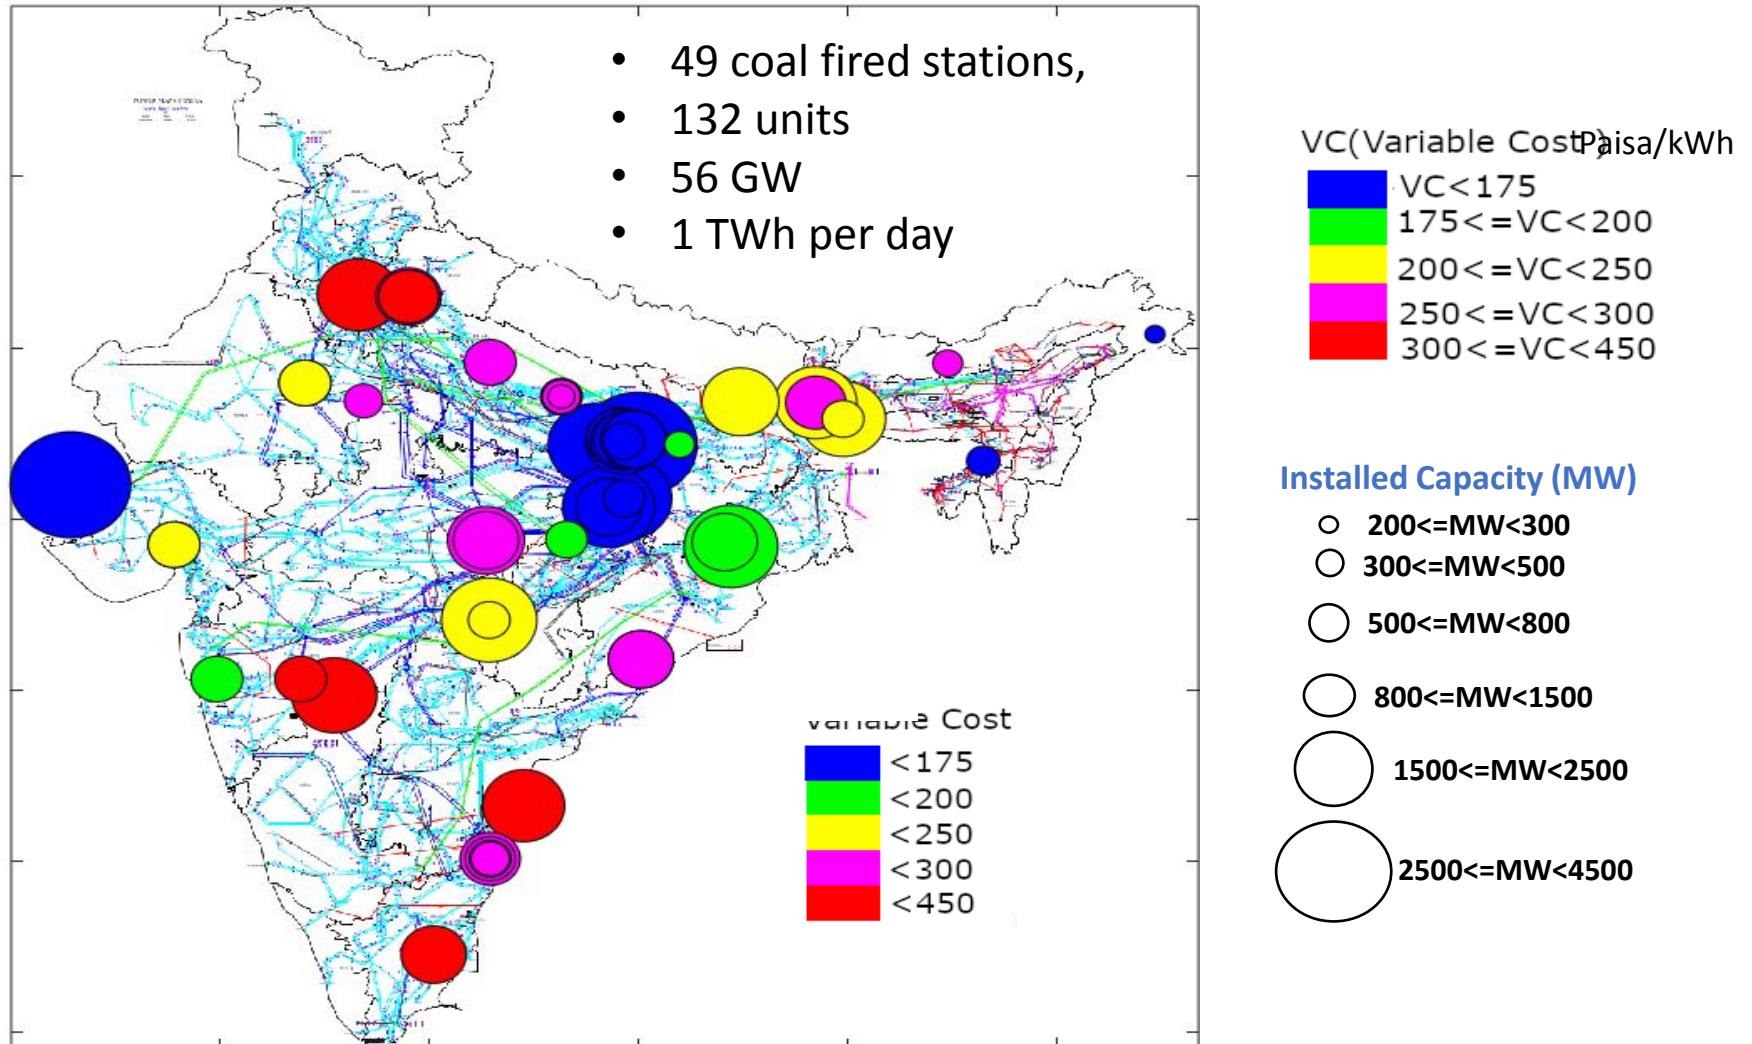 • 49 coal fired stations,
• 132 units
• 56 GW
• 1 TWh per day
VC(Variable Cost ) Paisa/kWh
VC<175
175<=VC<200
200<=VC<250
250<=VC<300
300<=VC<450
Installed Capacity (MW)
200<=MW<300
300<=MW<500
500<=MW<800
800<=MW<1500
1500<=MW<2500
2500<=MW<4500
Variable Cost
<175
<200
<250
<300
<450